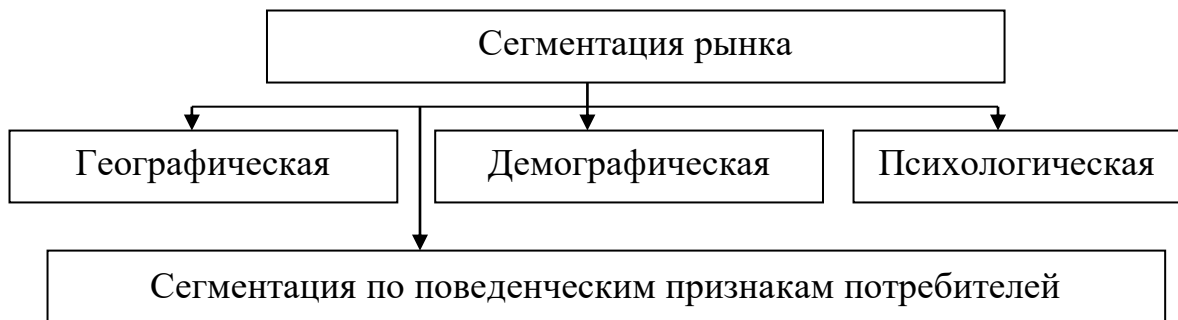 Сегментация рынка
Географическая
Демографическая
Психологическая
Сегментация по поведенческим признакам потребителей